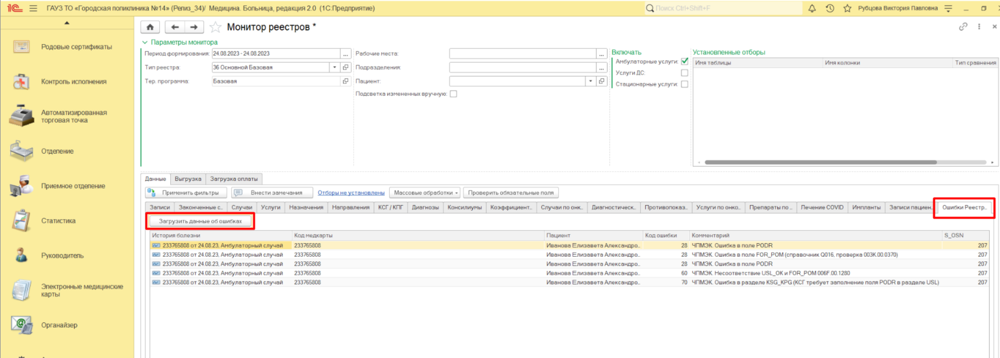 1С ГАУЗ ТО «Городская поликлиника №14» (Релиз_34)/ Медицина. Больница, редакция 2.0 (1С:Предприятие)
Поиск Ctrl+Shift+F
Рубцова Виктория Павловна
Родовые сертификаты
Контроль исполнения
Автоматизированная
торговая точка
Отделение
Приемное отделение
Статистика
Руководитель
Электронные медицинские
карты
Органайзер
Монитор реестров *
Параметры монитора
Период формирования: 24.08.2023 - 24.08.2023 ...
Тип реестра: 36 Основной Базовая
Тер. программа: Базовая
Рабочие места: ...
Подразделения: ...
Пациент:
Подсветка измененных вручную:
Включать
Амбулаторные услуги:
Услуги ДС:
Стационарные услуги:
Установленные отборы
Имя таблицы Имя колонки Тип сравнения
Данные Выгрузка Загрузка оплаты
Применить фильтры Внести замечания Отборы не установлены Массовые обработки Проверить обязательные поля
Записи Законченные с.. Случаи Услуги Назначения Направления КСГ / КПГ Диагнозы Консилиумы Коэффициент.. Случаи по онк.. Диагностическ.. Противопоказ.. Услуги по онко.. Препараты по .. Лечение COVID Импланты Записи пациен.. Ошибки Реестр..
Загрузить данные об ошибках
История болезни Код медкарты Пациент Код ошибки Комментарий S_OSN
233765808 от 24.08.23, Амбулаторный случай 233765808 Иванова Елизавета Александро.. 28 ЧПМЭК. Ошибка в поле PODR 207
233765808 от 24.08.23, Амбулаторный случай 233765808 Иванова Елизавета Александро.. 28 ЧПМЭК. Ошибка в поле FOR_POM (справочник Q016, проверка 003K.00.0370) 207
233765808 от 24.08.23, Амбулаторный случай 233765808 Иванова Елизавета Александро.. 28 ЧПМЭК. Ошибка в поле PODR 207
233765808 от 24.08.23, Амбулаторный случай 233765808 Иванова Елизавета Александро.. 60 ЧПМЭК. Несоответствие USL_OK и FOR_POM 006F.00.1280 207
233765808 от 24.08.23, Амбулаторный случай 233765808 Иванова Елизавета Александро.. 70 ЧПМЭК. Ошибка в разделе KSG_KPG (КСГ требует заполнение поля PODR в разделе USL) 207